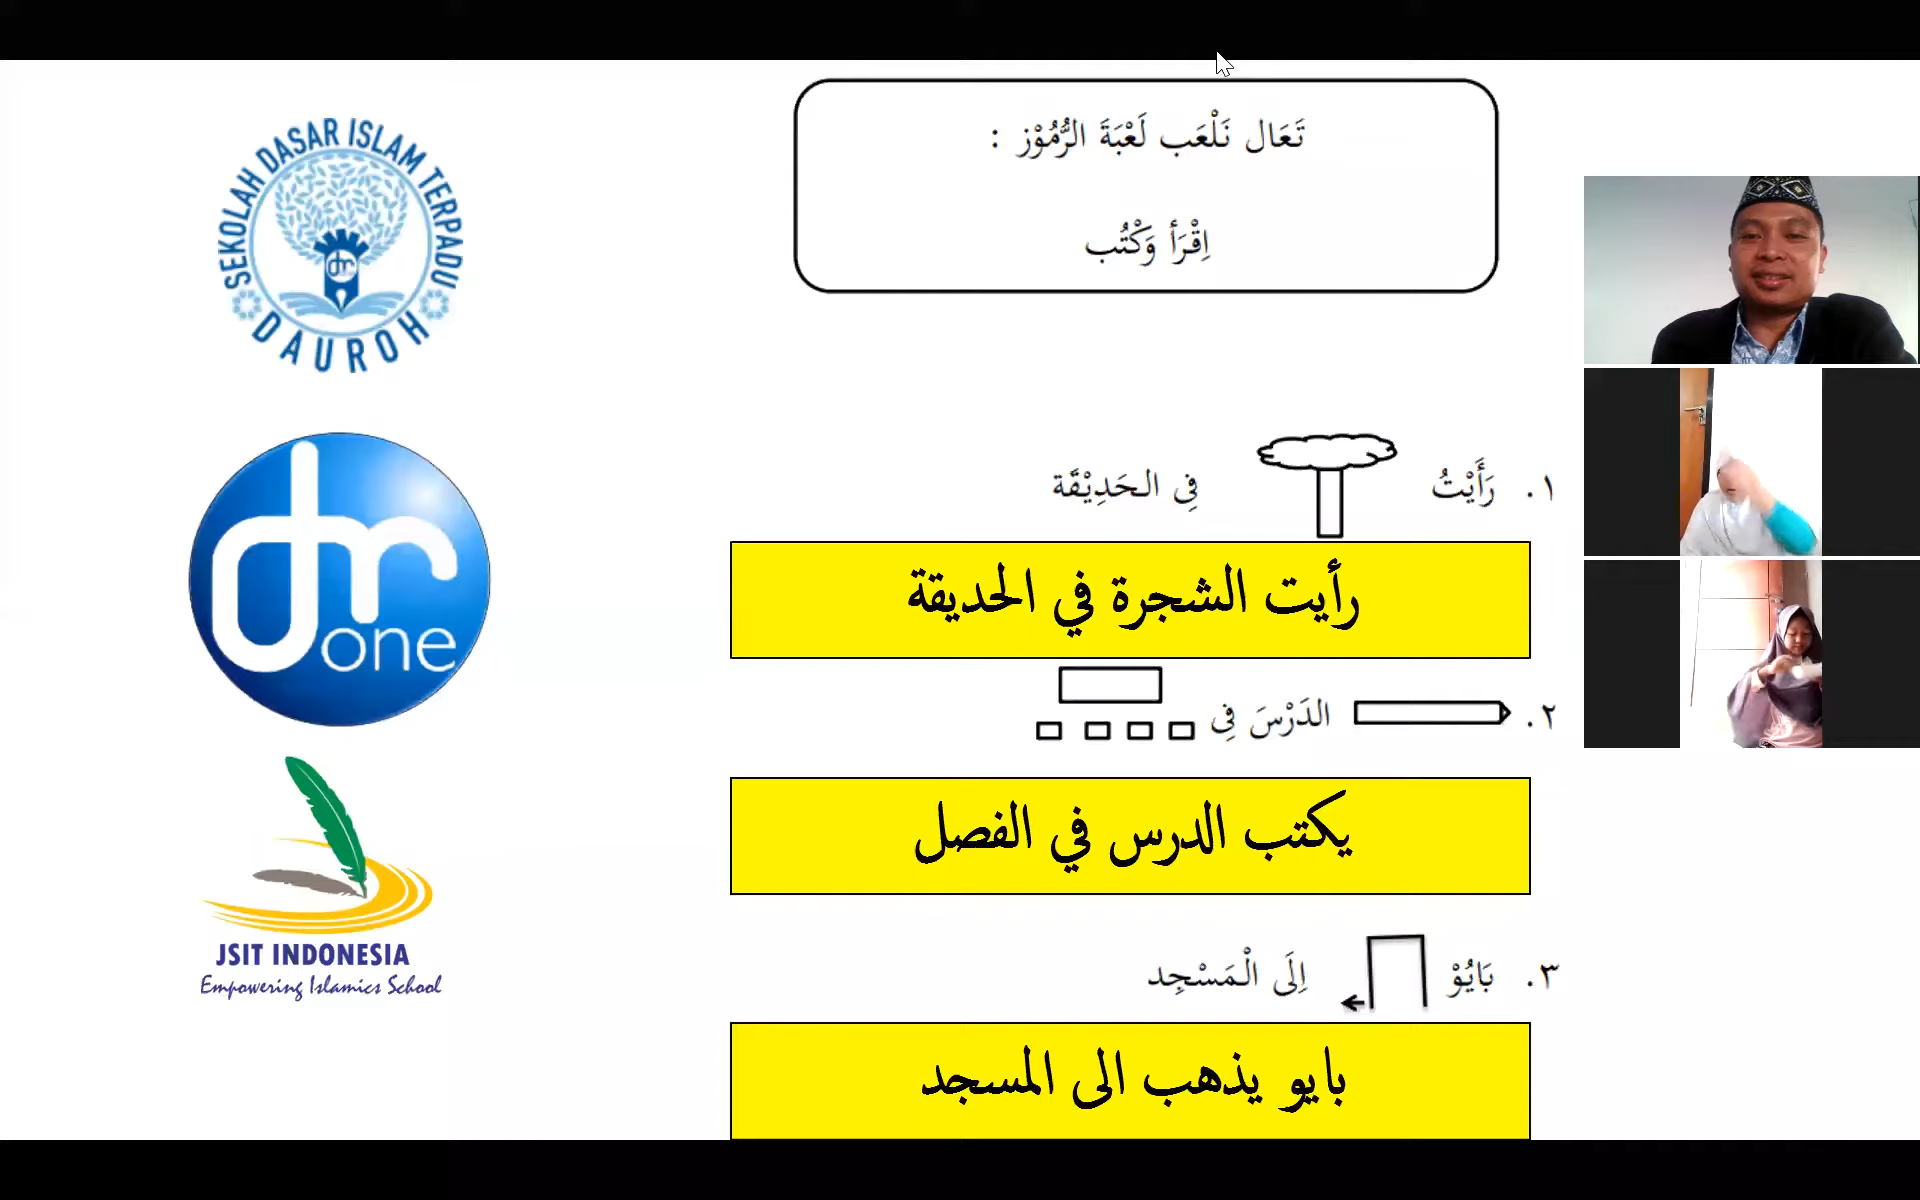 تَعَال نَلْعَب لَعْبَةَ الرُّمُوْز :
اِقْرَأ وَكْتُب
SEKOLAH DASAR ISLAM TERPADU
DAUROH
dr
dr
one
JSIT INDONESIA
Empowering Islamics School
١. رَأَيْتُ فِى الحَدِيْقَة
رأيت الشجرة في الحديقة
٢. الدَرْسَ فِى
يكتب الدرس في الفصل
٣. بَايُوْ اِلَى الْمَسْجِد
بايو يذهب الى المسجد